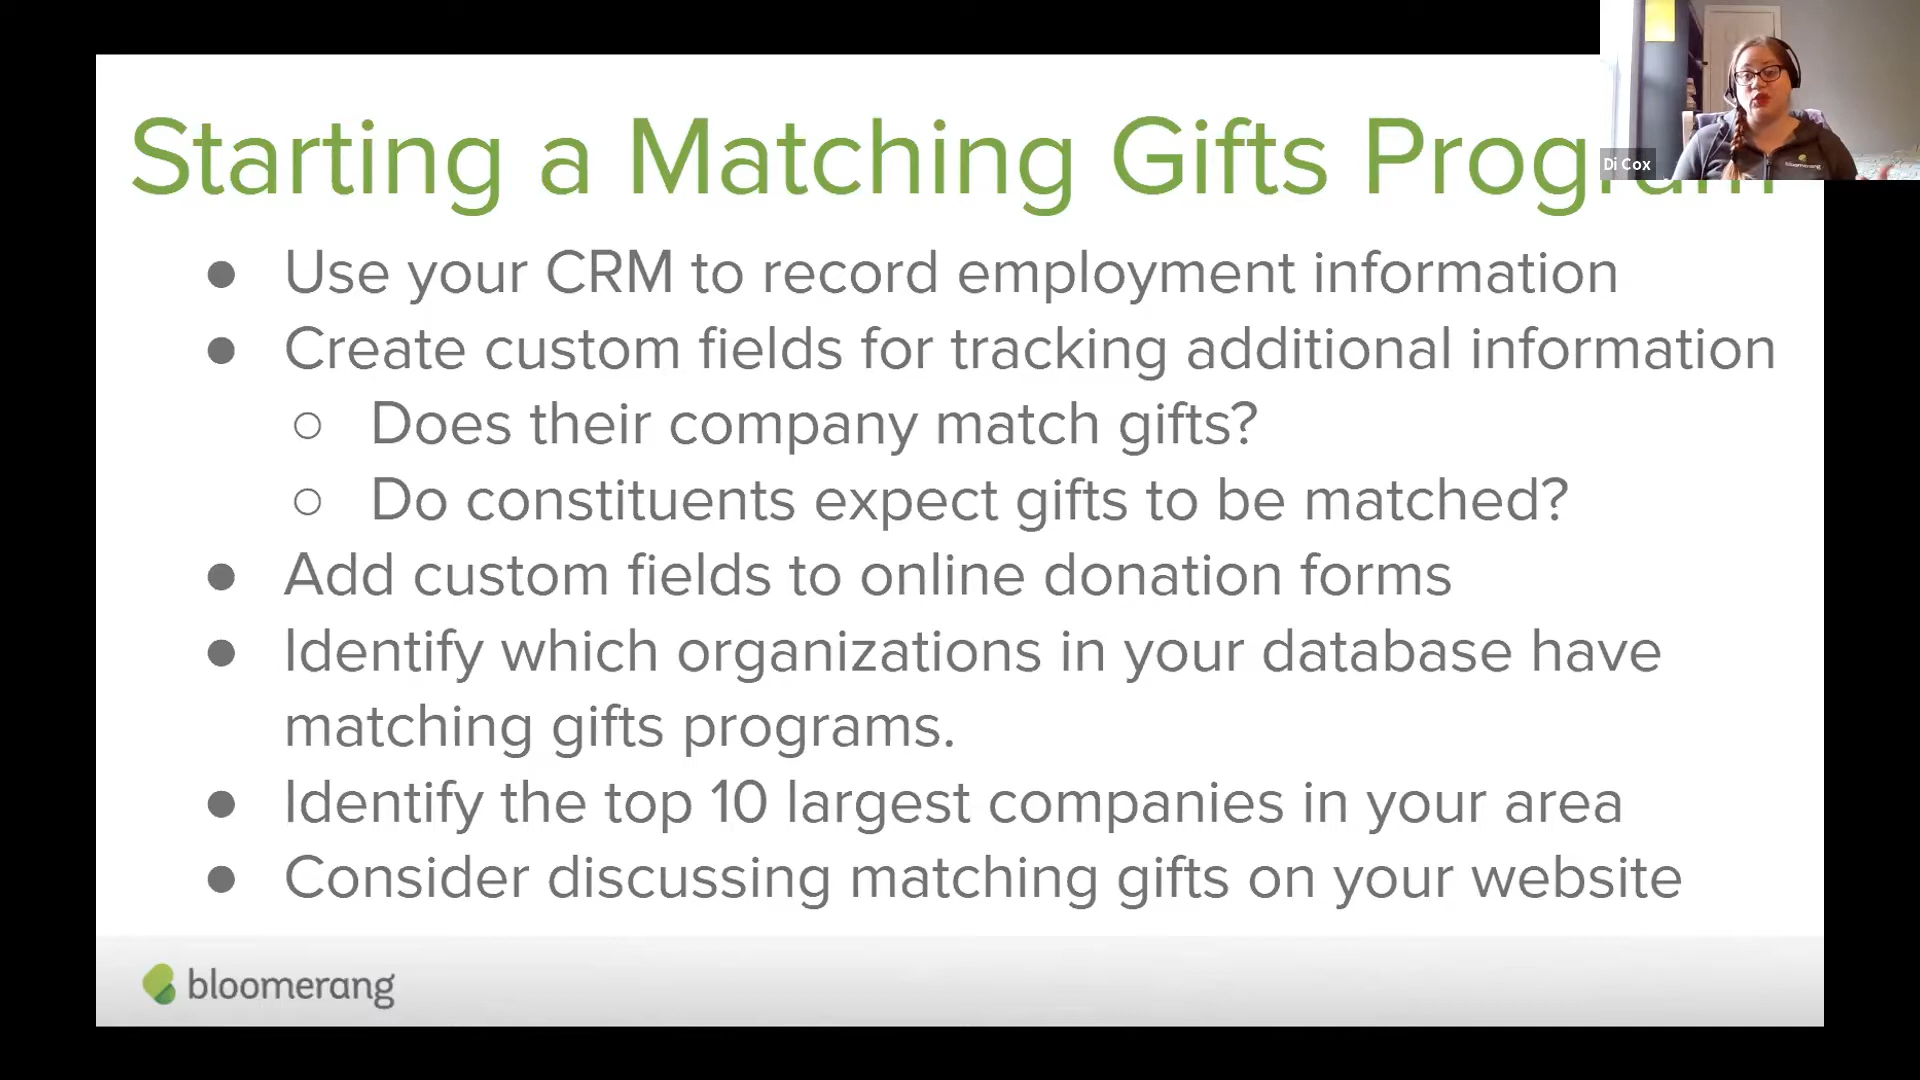 Starting a Matching Gifts Program
Di Cox
bloomerang
● Use your CRM to record employment information
● Create custom fields for tracking additional information
○ Does their company match gifts?
○ Do constituents expect gifts to be matched?
● Add custom fields to online donation forms
● Identify which organizations in your database have
matching gifts programs.
● Identify the top 10 largest companies in your area
● Consider discussing matching gifts on your website
bloomerang